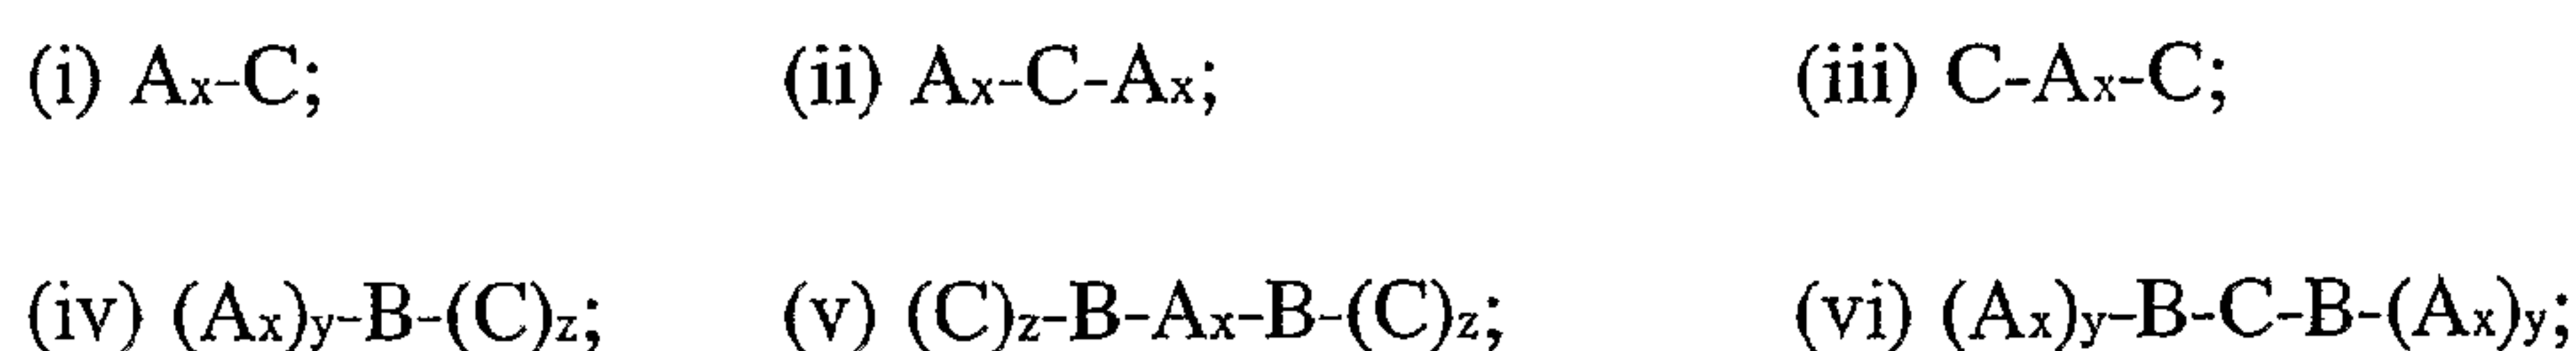 (i) Ax-C; (ii) Ax-C-Ax; (iii) C-Ax-C;
(iv) (Ax)y-B-(C)z; (v) (C)z-B-Ax-B-(C)z; (vi) (Ax)y-B-C-B-(Ax)y;